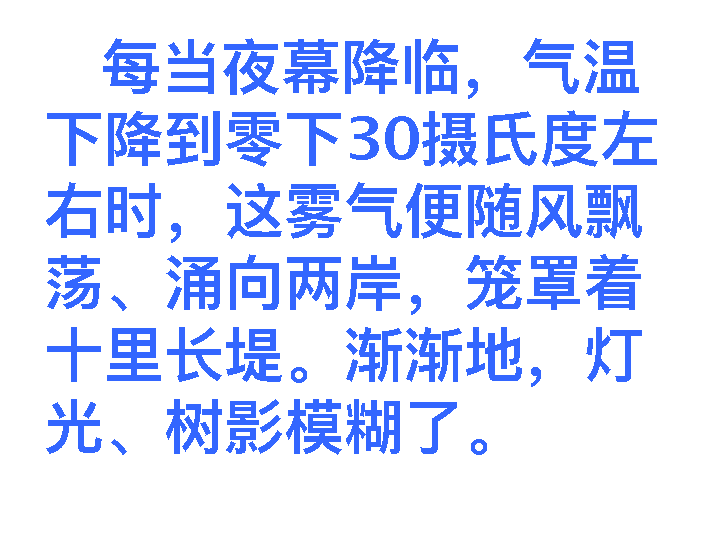 每当夜幕降临，气温
下降到零下30摄氏度左
右时，这雾气便随风飘
荡、涌向两岸，笼罩着
十里长堤。渐渐地，灯
光、树影模糊了。